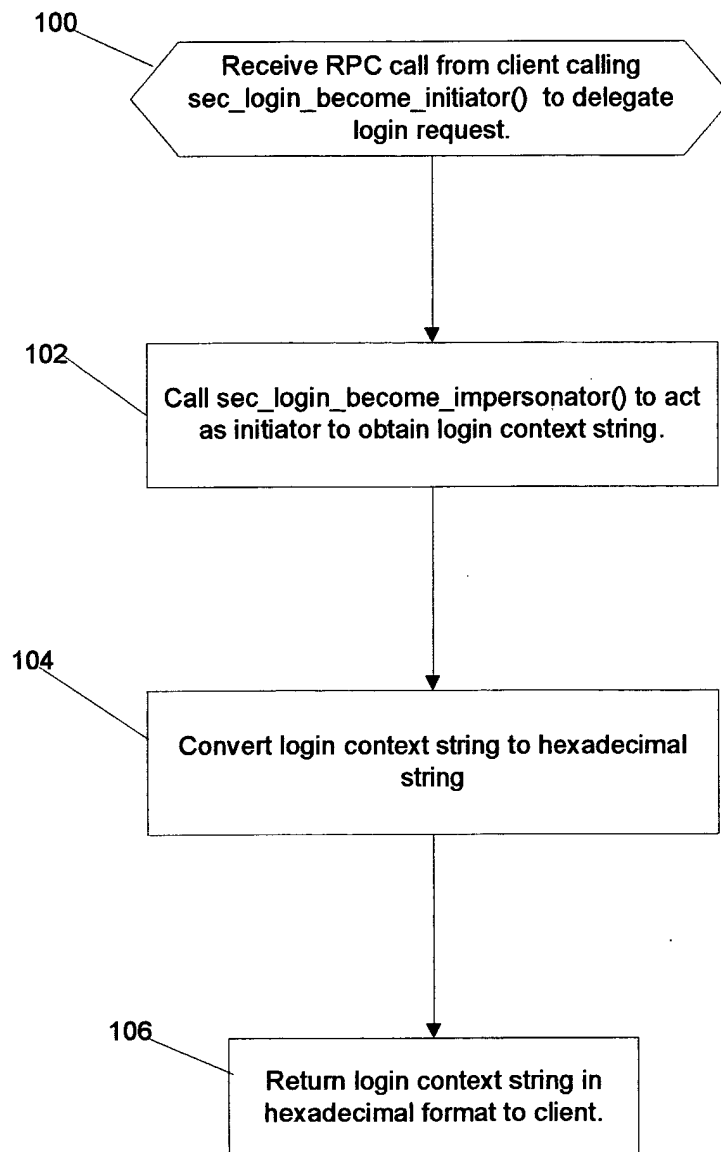 100
Receive RPC call from client calling
sec_login_become_initiator() to delegate
login request.
102
Call sec_login_become_impersonator() to act
as initiator to obtain login context string.
104
Convert login context string to hexadecimal
string
106
Return login context string in
hexadecimal format to client.